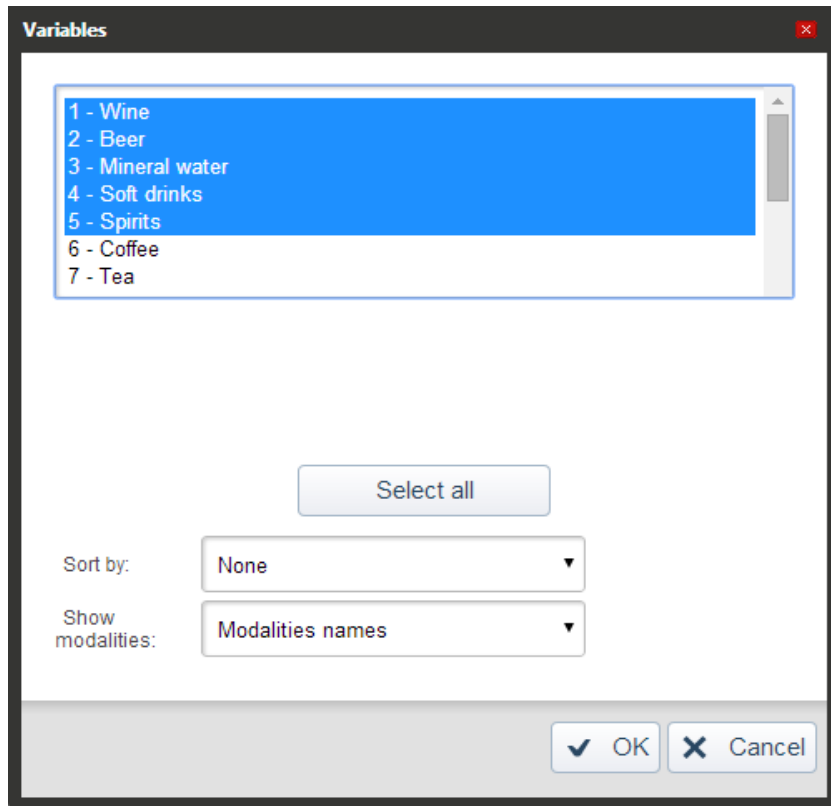 Variables
1 - Wine
2 - Beer
3 - Mineral water
4 - Soft drinks
5 - Spirits
6 - Coffee
7 - Tea
Select all
Sort by:
None
Show
modalities:
Modalities names
OK
Cancel